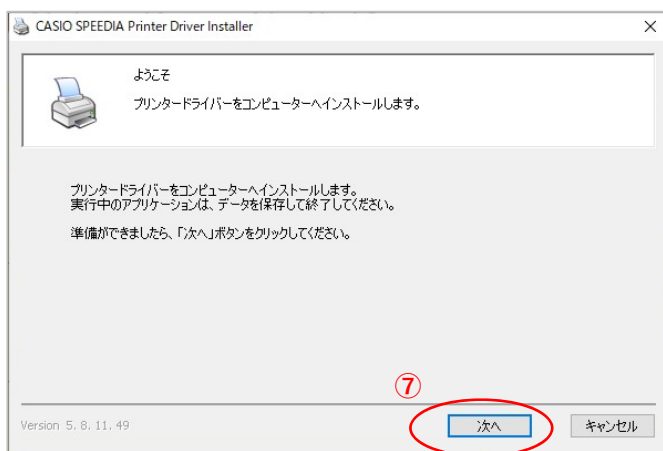 CASIO SPEEDIA Printer Driver Installer
ようこそ
プリンタードライバーをコンピューターへインストールします。
プリンタードライバーをコンピューターへインストールします。
実行中のアプリケーションは、データを保存して終了してください。
準備ができましたら、「次へ」ボタンをクリックしてください。
⑦
Version 5. 8. 11. 49
次へ
キャンセル